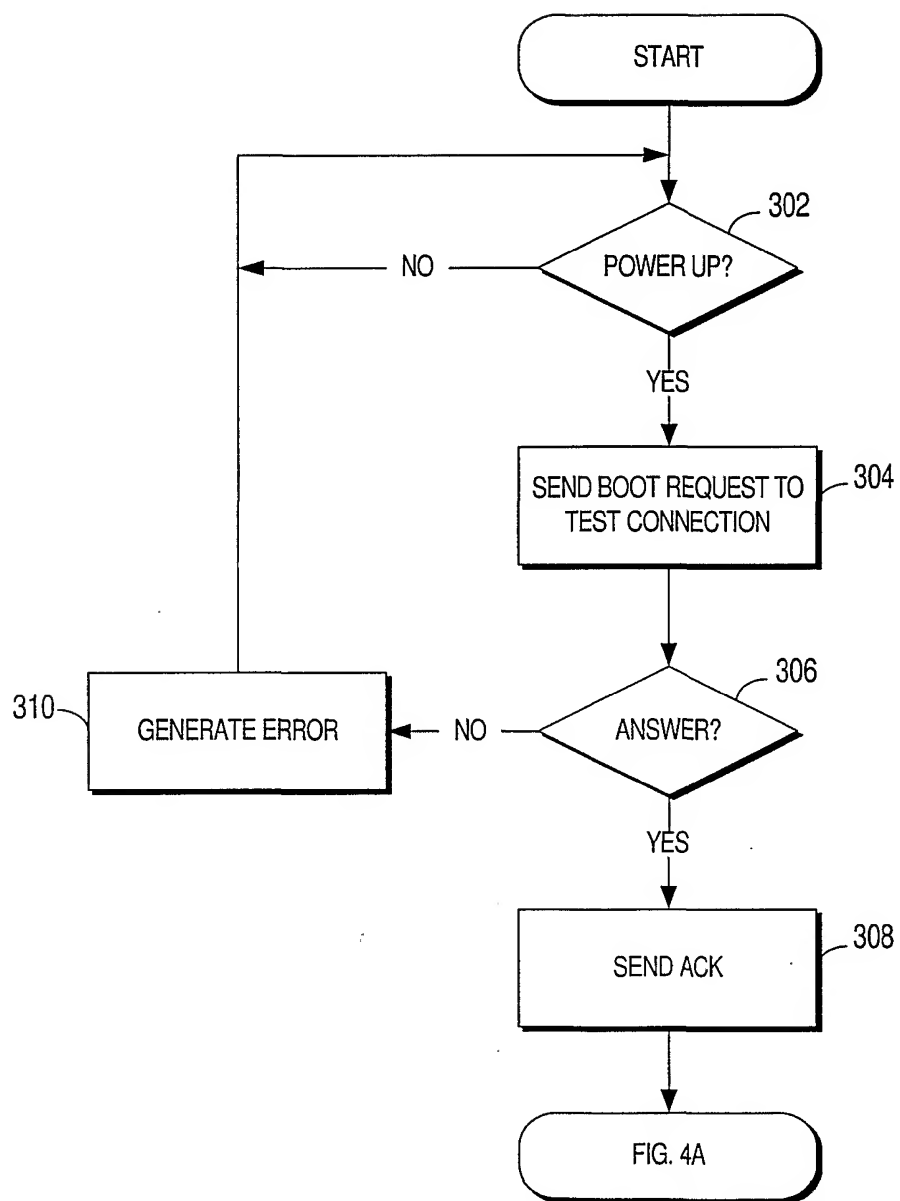 START
302
POWER UP?
NO
YES
SEND BOOT REQUEST TO
TEST CONNECTION
304
306
310
GENERATE ERROR
NO
ANSWER?
YES
308
SEND ACK
FIG. 4A